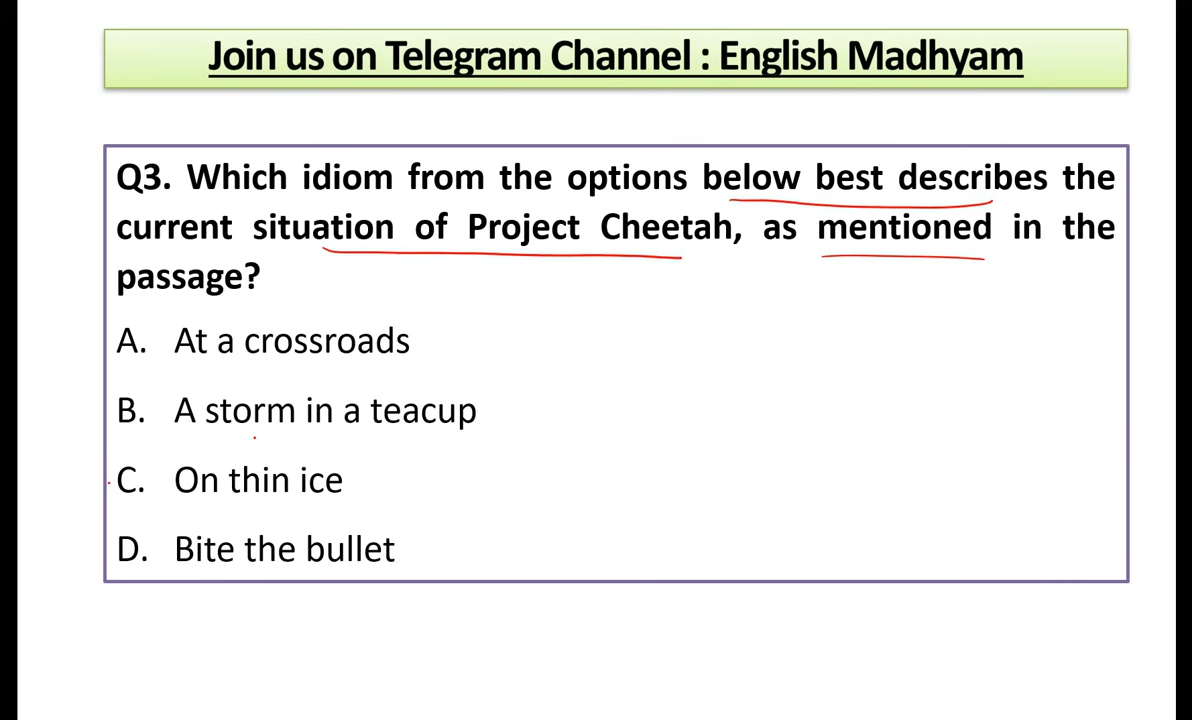 Join us on Telegram Channel : English Madhyam
Q3. Which idiom from the options below best describes the
current situation of Project Cheetah, as mentioned in the
passage?
A. At a crossroads
B. A storm in a teacup
C. On thin ice
D. Bite the bullet